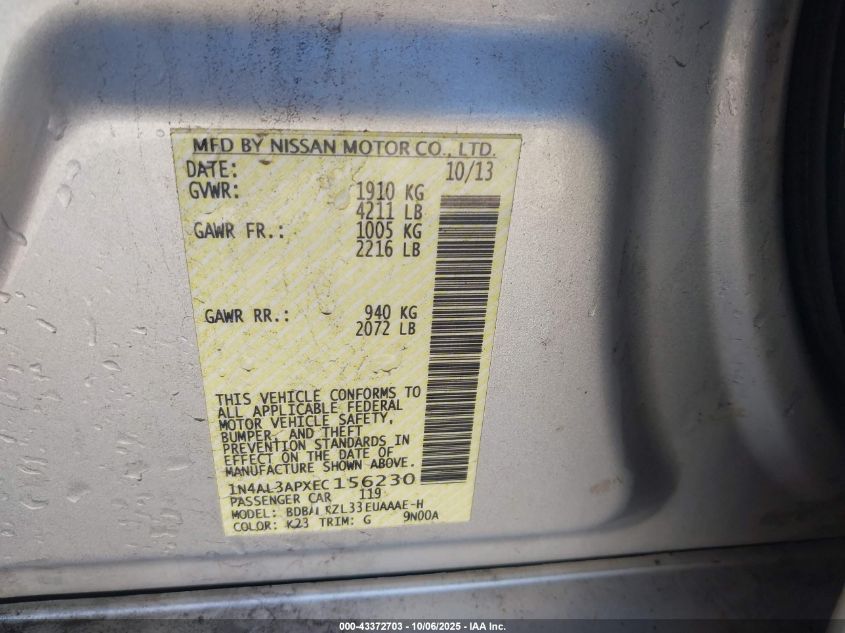 MFD BY NISSAN MOTOR CO., LTD.
DATE: 10/13
GVWR: 1910 KG
4211 LB
GAWR FR.: 1005 KG
2216 LB
GAWR RR.: 940 KG
2072 LB
THIS VEHICLE CONFORMS TO
ALL APPLICABLE FEDERAL
MOTOR VEHICLE SAFETY,
BUMPER, AND THEFT
PREVENTION STANDARDS IN
EFFECT ON THE DATE OF
MANUFACTURE SHOWN ABOVE.
1N4AL3APXEC156230
PASSENGER CAR 119
MODEL:
COLOR: K23 TRIM: G 9N00A
000-43372703 - 10/06/2025 - IAA Inc.